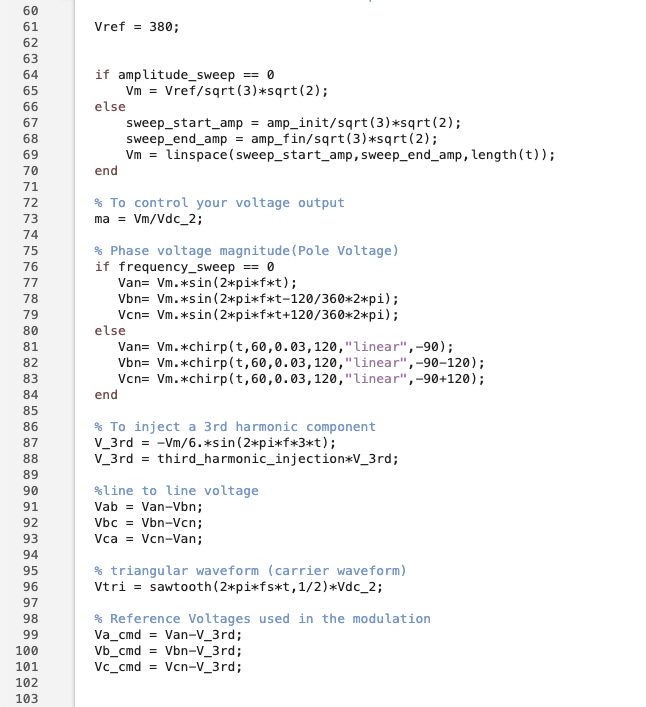 60
61 Vref = 380;
62
63
64 if amplitude_sweep == 0
65 Vm = Vref/sqrt(3)*sqrt(2);
66 else
67 sweep_start_amp = amp_init/sqrt(3)*sqrt(2);
68 sweep_end_amp = amp_fin/sqrt(3)*sqrt(2);
69 Vm = linspace(sweep_start_amp,sweep_end_amp,length(t));
70 end
71
72 % To control your voltage output
73 ma = Vm/Vdc_2;
74
75 % Phase voltage magnitude(Pole Voltage)
76 if frequency_sweep == 0
77 Van= Vm.*sin(2*pi*f*t);
78 Vbn= Vm.*sin(2*pi*f*t-120/360*2*pi);
79 Vcn= Vm.*sin(2*pi*f*t+120/360*2*pi);
80 else
81 Van= Vm.*chirp(t,60,0.03,120,"linear",-90);
82 Vbn= Vm.*chirp(t,60,0.03,120,"linear",-90-120);
83 Vcn= Vm.*chirp(t,60,0.03,120,"linear",-90+120);
84 end
85
86 % To inject a 3rd harmonic component
87 V_3rd = -Vm/6.*sin(2*pi*f*3*t);
88 V_3rd = third_harmonic_injection*V_3rd;
89
90 %line to line voltage
91 Vab = Van-Vbn;
92 Vbc = Vbn-Vcn;
93 Vca = Vcn-Van;
94
95 % triangular waveform (carrier waveform)
96 Vtri = sawtooth(2*pi*fs*t,1/2)*Vdc_2;
97
98 % Reference Voltages used in the modulation
99 Va_cmd = Van-V_3rd;
100 Vb_cmd = Vbn-V_3rd;
101 Vc_cmd = Vcn-V_3rd;
102
103